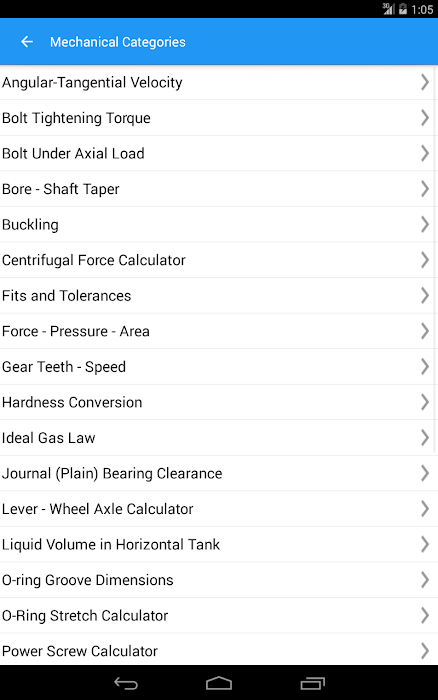 3G 1:05
Mechanical Categories
Angular-Tangential Velocity
Bolt Tightening Torque
Bolt Under Axial Load
Bore - Shaft Taper
Buckling
Centrifugal Force Calculator
Fits and Tolerances
Force - Pressure - Area
Gear Teeth - Speed
Hardness Conversion
Ideal Gas Law
Journal (Plain) Bearing Clearance
Lever - Wheel Axle Calculator
Liquid Volume in Horizontal Tank
O-ring Groove Dimensions
O-Ring Stretch Calculator
Power Screw Calculator